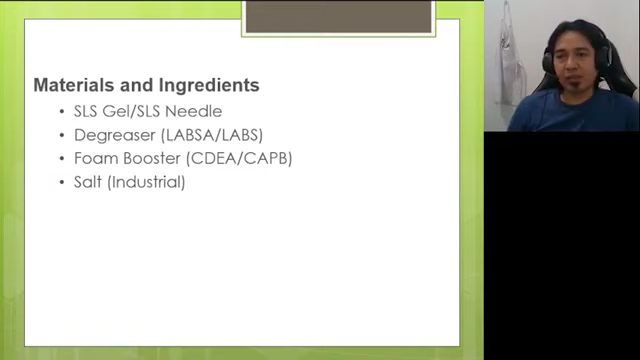 Materials and Ingredients
• SLS Gel/SLS Needle
• Degreaser (LABSA/LABS)
• Foam Booster (CDEA/CAPB)
• Salt (Industrial)